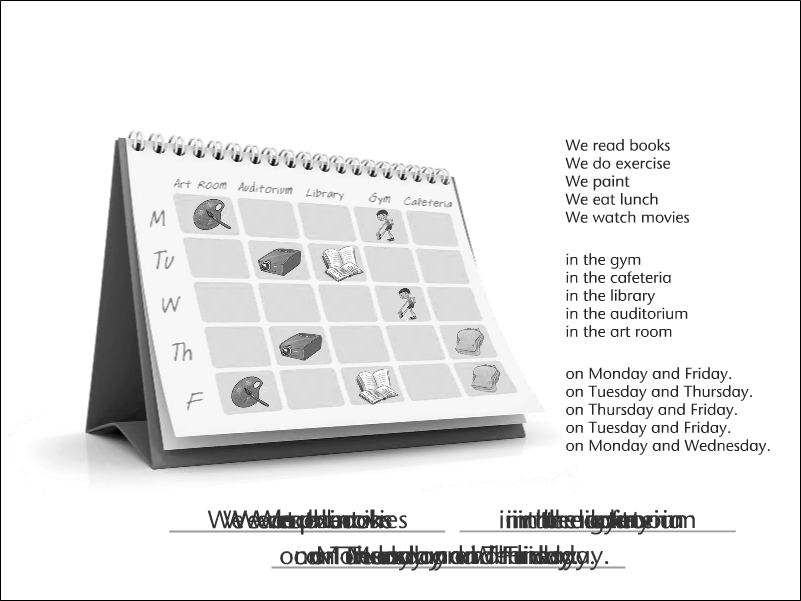 Art Room Auditorium Library Gym Cafeteria
M
Tu
W
Th
F
We read books
We do exercise
We paint
We eat lunch
We watch movies
in the gym
in the cafeteria
in the library
in the auditorium
in the art room
on Monday and Friday.
on Tuesday and Thursday.
on Thursday and Friday.
on Tuesday and Friday.
on Monday and Wednesday.